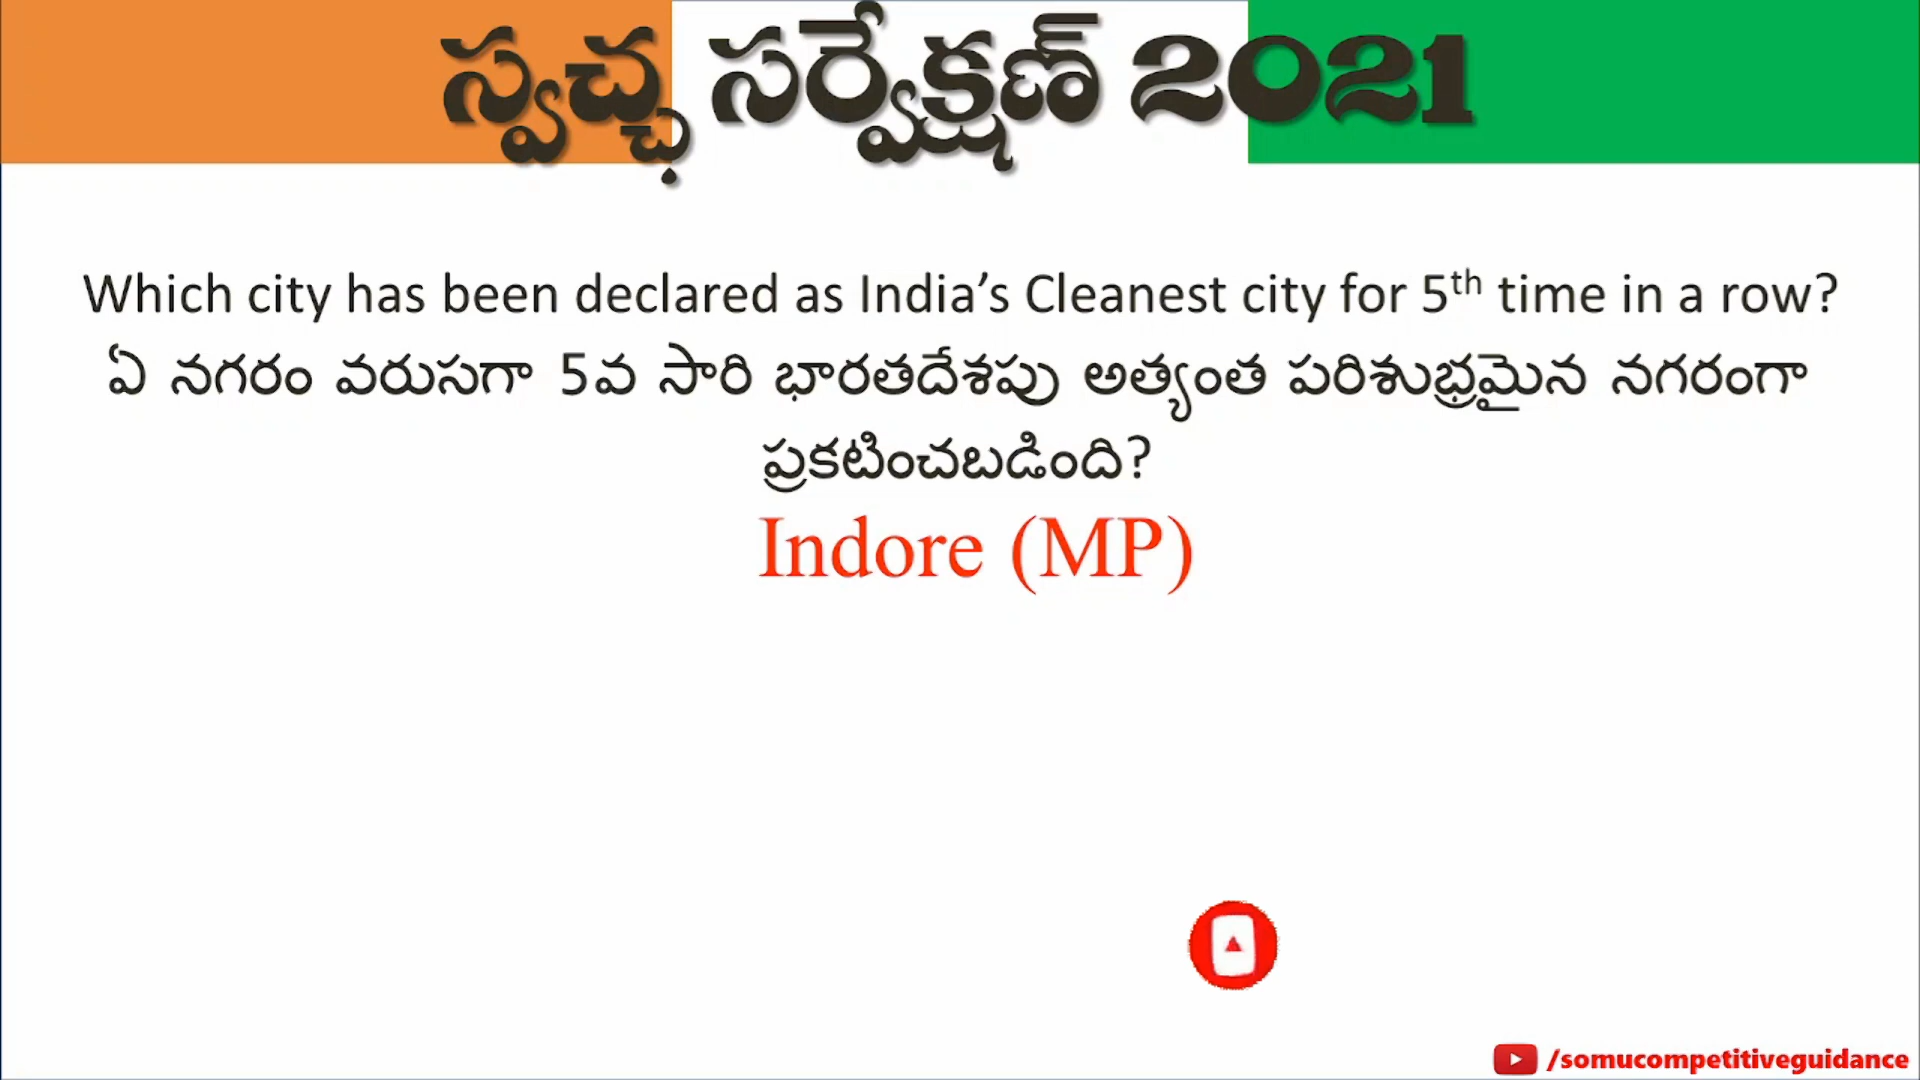 స్వచ్ఛ సర్వేక్షణ్ 2021
Which city has been declared as India’s Cleanest city for 5th time in a row?
ఏ నగరం వరుసగా 5వ సారి భారతదేశపు అత్యంత పరిశుభ్రమైన నగరంగా
ప్రకటించబడింది?
Indore (MP)
/somucompetitiveguidance